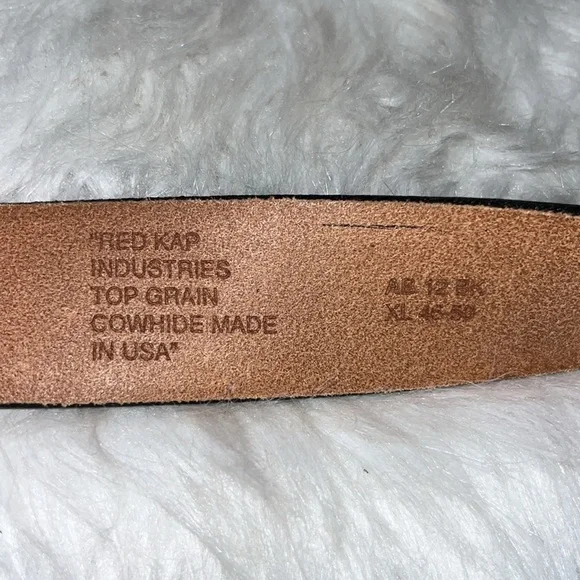 "RED KAP
INDUSTRIES
TOP GRAIN
COWHIDE MADE
IN USA"
AB 12 BK
XL 46-50